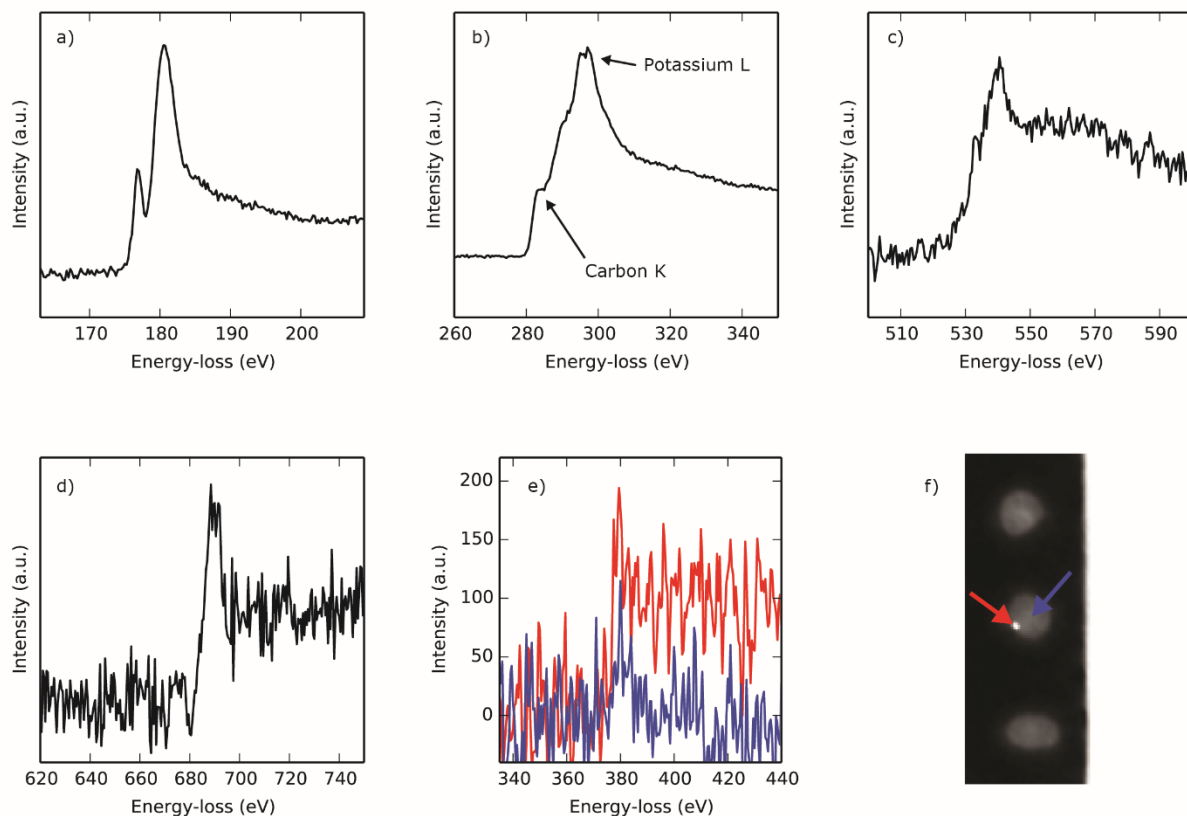 a)
Intensity (a.u.)
170 180 190 200
Energy-loss (eV)
b)
Potassium L
Carbon K
Intensity (a.u.)
260 280 300 320 340
Energy-loss (eV)
c)
Intensity (a.u.)
510 530 550 570 590
Energy-loss (eV)
d)
Intensity (a.u.)
620 640 660 680 700 720 740
Energy-loss (eV)
e)
Intensity (a.u.)
200
150
100
50
0
340 360 380 400 420 440
Energy-loss (eV)
f)